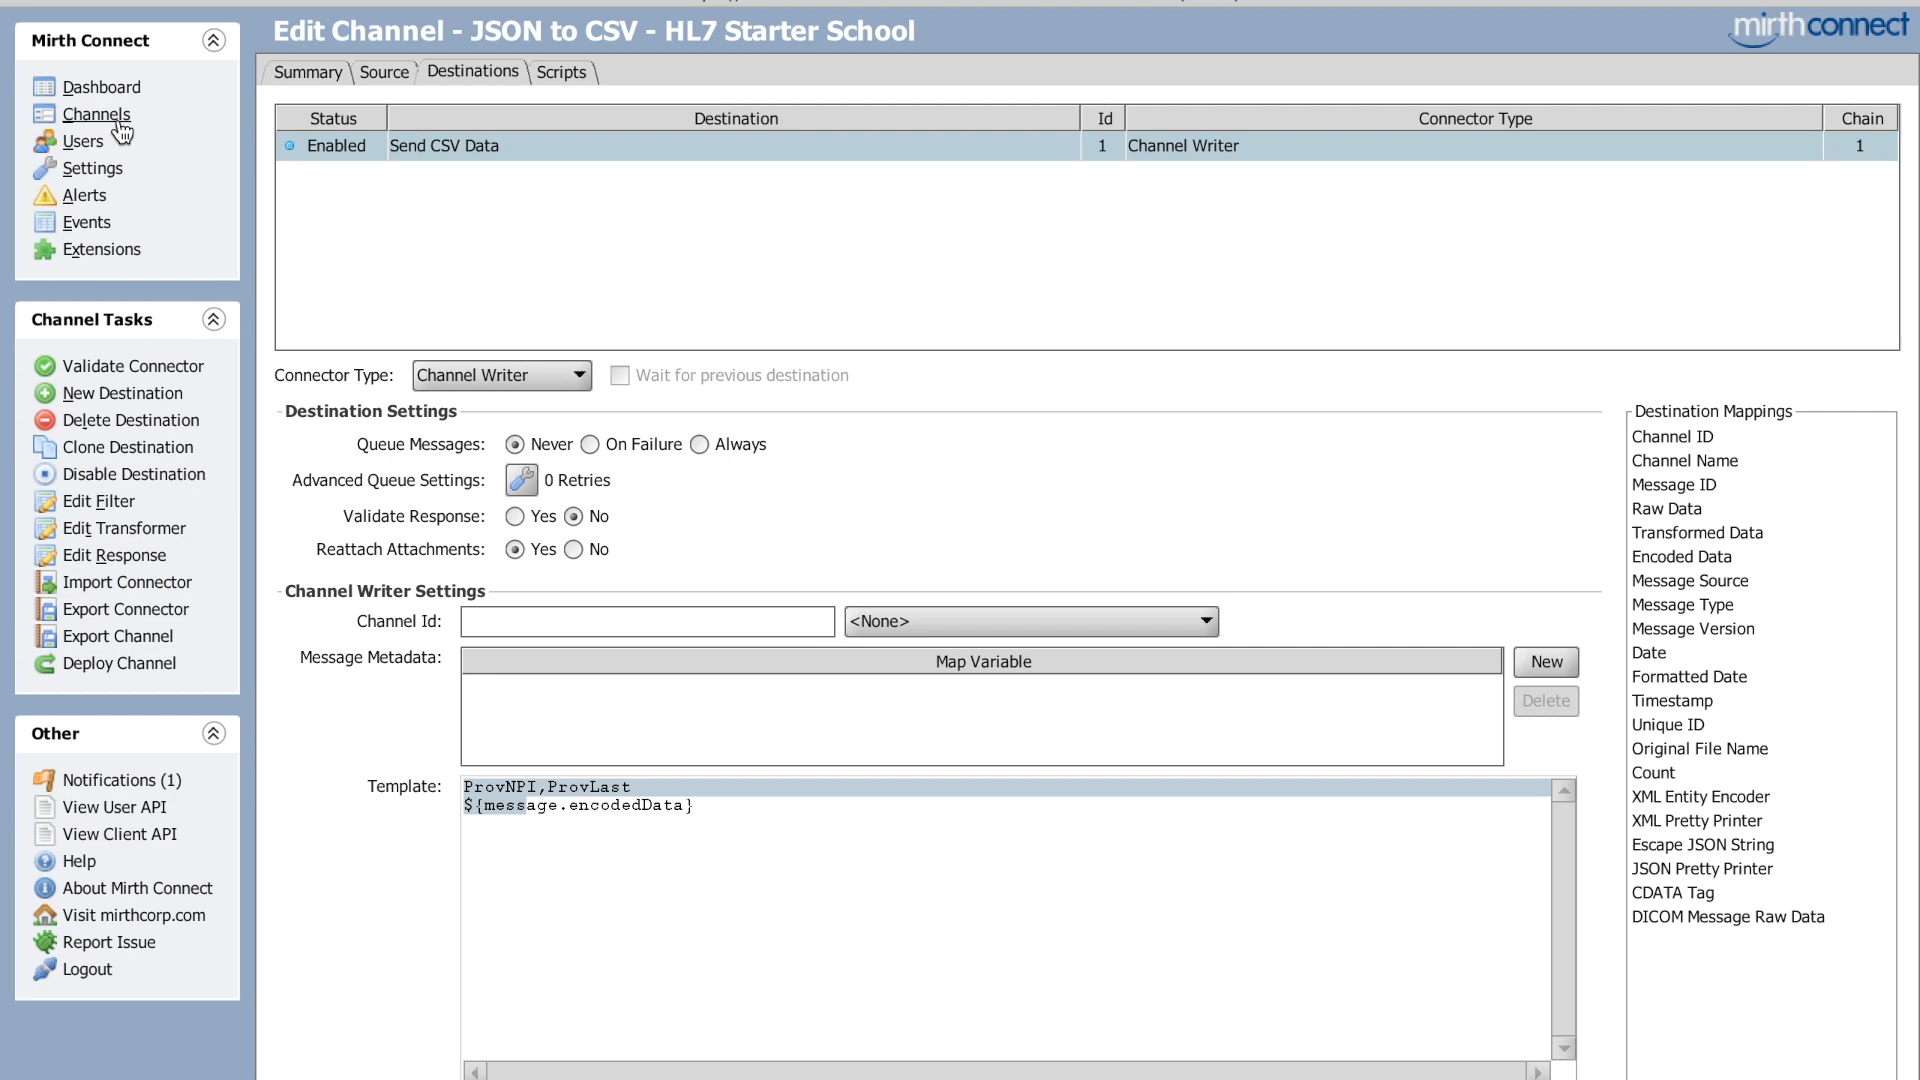 Mirth Connect
Dashboard
Channels
Users
Settings
Alerts
Events
Extensions
Channel Tasks
Validate Connector
New Destination
Delete Destination
Clone Destination
Disable Destination
Edit Filter
Edit Transformer
Edit Response
Import Connector
Export Connector
Export Channel
Deploy Channel
Other
Notifications (1)
View User API
View Client API
Help
About Mirth Connect
Visit mirthcorp.com
Report Issue
Logout
Edit Channel - JSON to CSV - HL7 Starter School
mirthconnect
Summary Source Destinations Scripts
Status Destination Id Connector Type Chain
Enabled Send CSV Data 1 Channel Writer 1
Connector Type: Channel Writer Wait for previous destination
Destination Settings
Queue Messages: Never On Failure Always
Advanced Queue Settings: 0 Retries
Validate Response: Yes No
Reattach Attachments: Yes No
Channel Writer Settings
Channel Id: <None>
Message Metadata: Map Variable New
Delete
Template: ProvNPI,ProvLast
${message.encodedData}
Destination Mappings
Channel ID
Channel Name
Message ID
Raw Data
Transformed Data
Encoded Data
Message Source
Message Type
Message Version
Date
Formatted Date
Timestamp
Unique ID
Original File Name
Count
XML Entity Encoder
XML Pretty Printer
Escape JSON String
JSON Pretty Printer
CDATA Tag
DICOM Message Raw Data